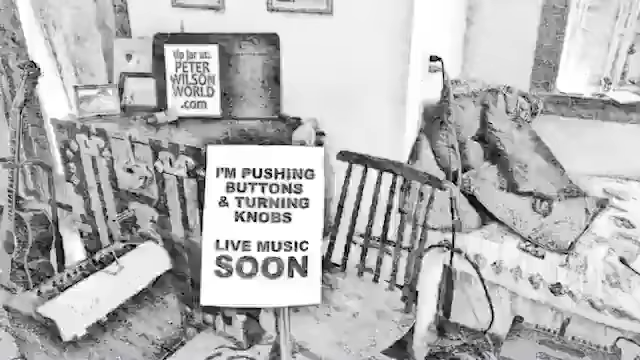 tip jar at:
PETER
WILSON
WORLD
.com
I'M PUSHING
BUTTONS
& TURNING
KNOBS
LIVE MUSIC
SOON